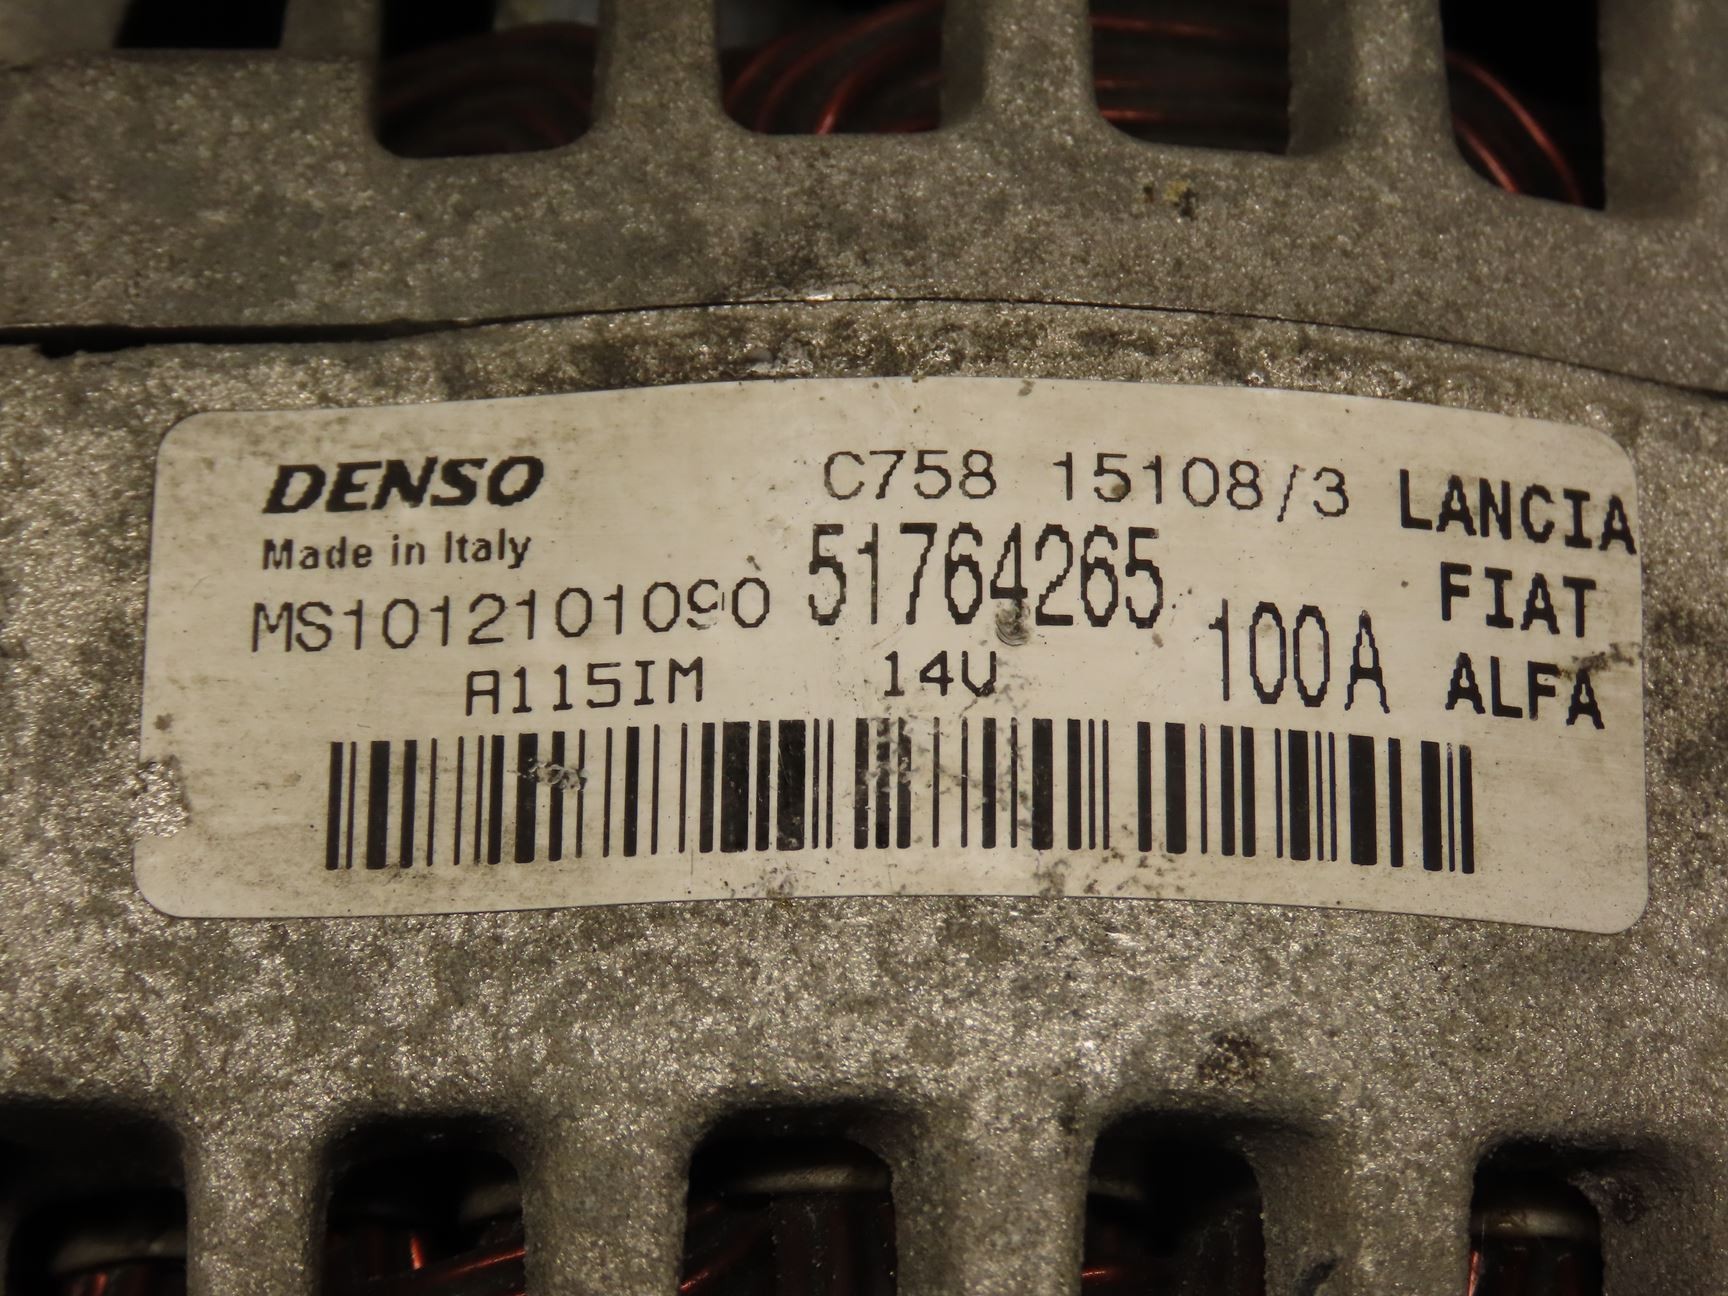 DENSO
Made in Italy
MS1012101090
A115IM
C758 15108/3
51764265
14V
100A
LANCIA
FIAT
ALFA